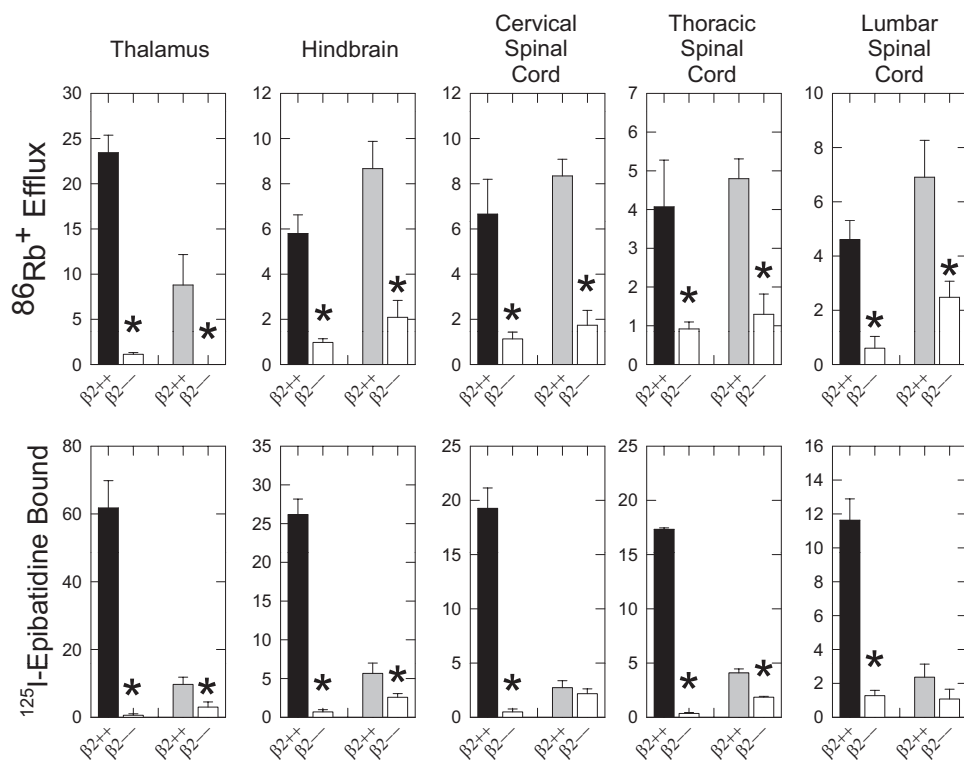 Thalamus
Hindbrain
Cervical
Spinal
Cord
Thoracic
Spinal
Cord
Lumbar
Spinal
Cord
86Rb+ Efflux
30
25
20
15
10
5
0
12
10
8
6
4
2
0
12
10
8
6
4
2
0
7
6
5
4
3
2
1
0
10
8
6
4
2
0
* * * * * * * * * *
β2++ β2-- β2++ β2--
β2++ β2-- β2++ β2--
β2++ β2-- β2++ β2--
β2++ β2-- β2++ β2--
β2++ β2-- β2++ β2--
125I-Epibatidine Bound
80
60
40
20
0
35
30
25
20
15
10
5
0
25
20
15
10
5
0
25
20
15
10
5
0
16
14
12
10
8
6
4
2
0
* * * * * * * *
β2++ β2-- β2++ β2--
β2++ β2-- β2++ β2--
β2++ β2-- β2++ β2--
β2++ β2-- β2++ β2--
β2++ β2-- β2++ β2--